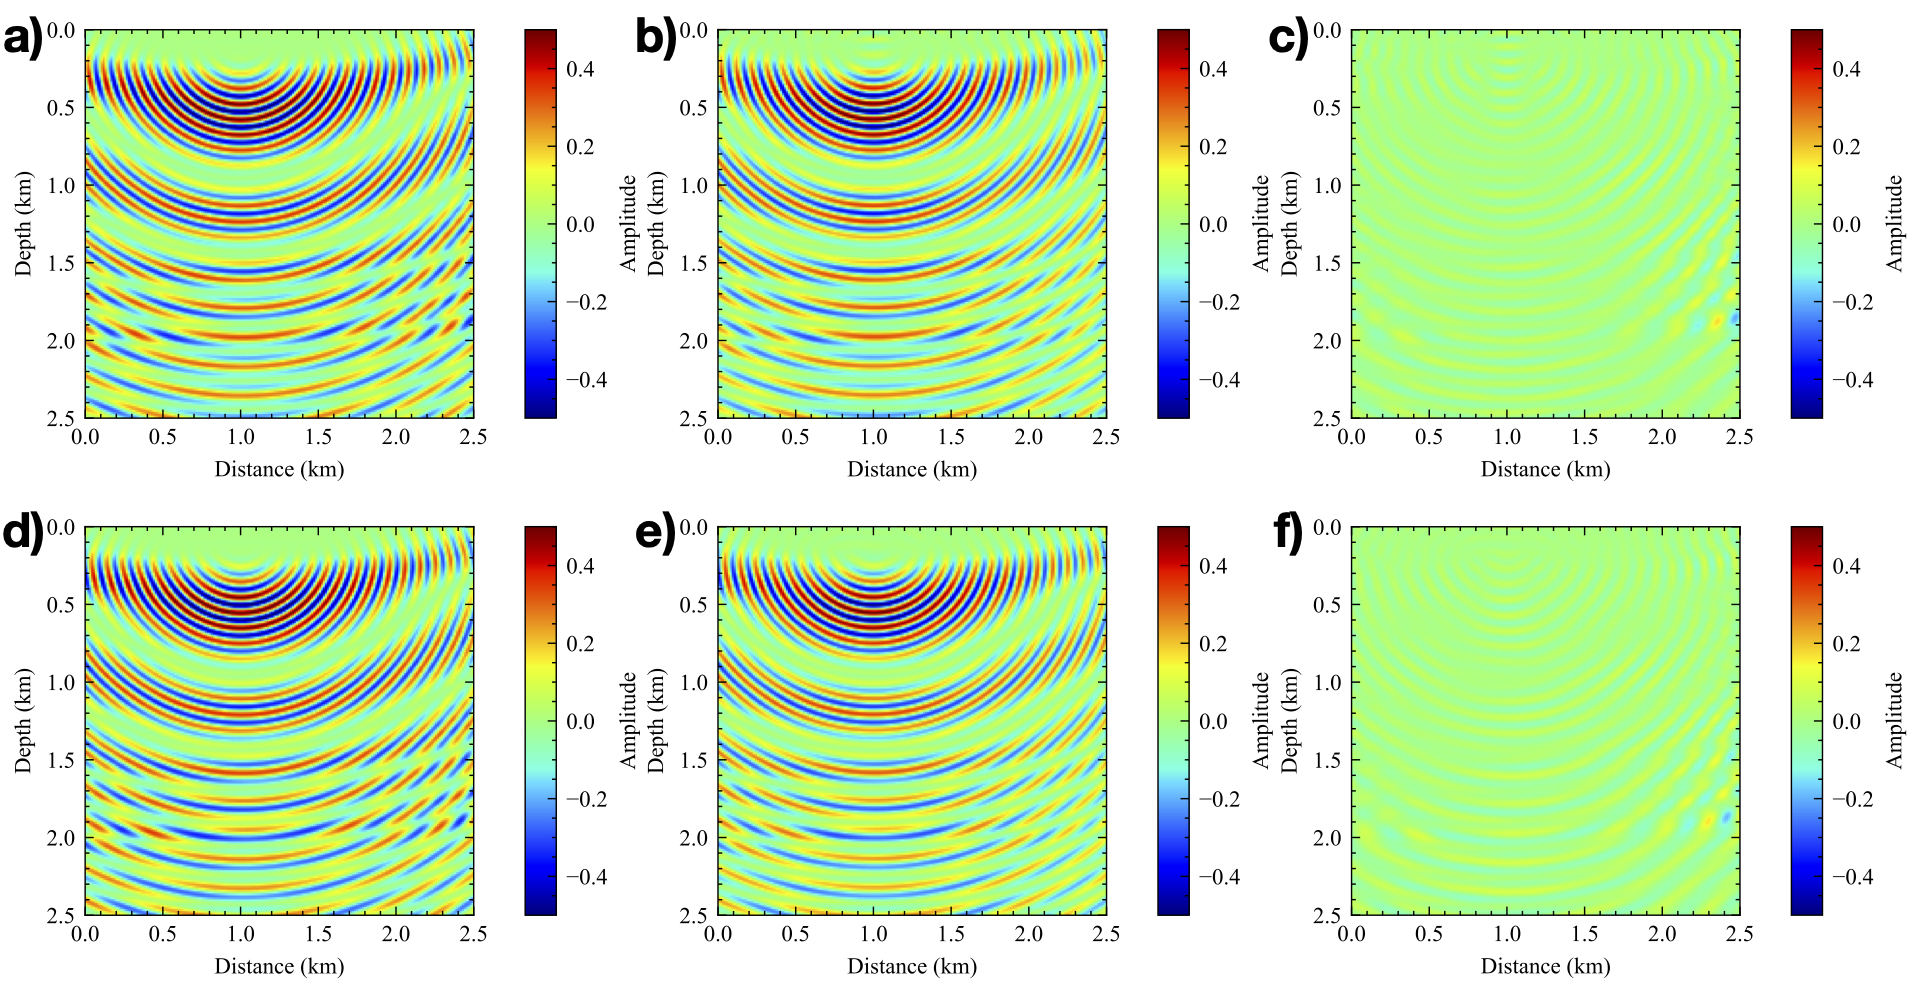 a) 0.0 0.4 b) 0.0 0.4 c) 0.0 0.4
0.5 0.2 0.5 0.2 0.5 0.2
Depth (km) 1.0 0.0 Amplitude Depth (km) 1.0 0.0 Amplitude Depth (km) 1.0 0.0 Amplitude
1.5 −0.2 1.5 −0.2 1.5 −0.2
2.0 −0.4 2.0 −0.4 2.0 −0.4
2.5 2.5 2.5
0.0 0.5 1.0 1.5 2.0 2.5 0.0 0.5 1.0 1.5 2.0 2.5 0.0 0.5 1.0 1.5 2.0 2.5
Distance (km) Distance (km) Distance (km)
d) 0.0 0.4 e) 0.0 0.4 f) 0.0 0.4
0.5 0.2 0.5 0.2 0.5 0.2
Depth (km) 1.0 0.0 Amplitude Depth (km) 1.0 0.0 Amplitude Depth (km) 1.0 0.0 Amplitude
1.5 −0.2 1.5 −0.2 1.5 −0.2
2.0 −0.4 2.0 −0.4 2.0 −0.4
2.5 2.5 2.5
0.0 0.5 1.0 1.5 2.0 2.5 0.0 0.5 1.0 1.5 2.0 2.5 0.0 0.5 1.0 1.5 2.0 2.5
Distance (km) Distance (km) Distance (km)